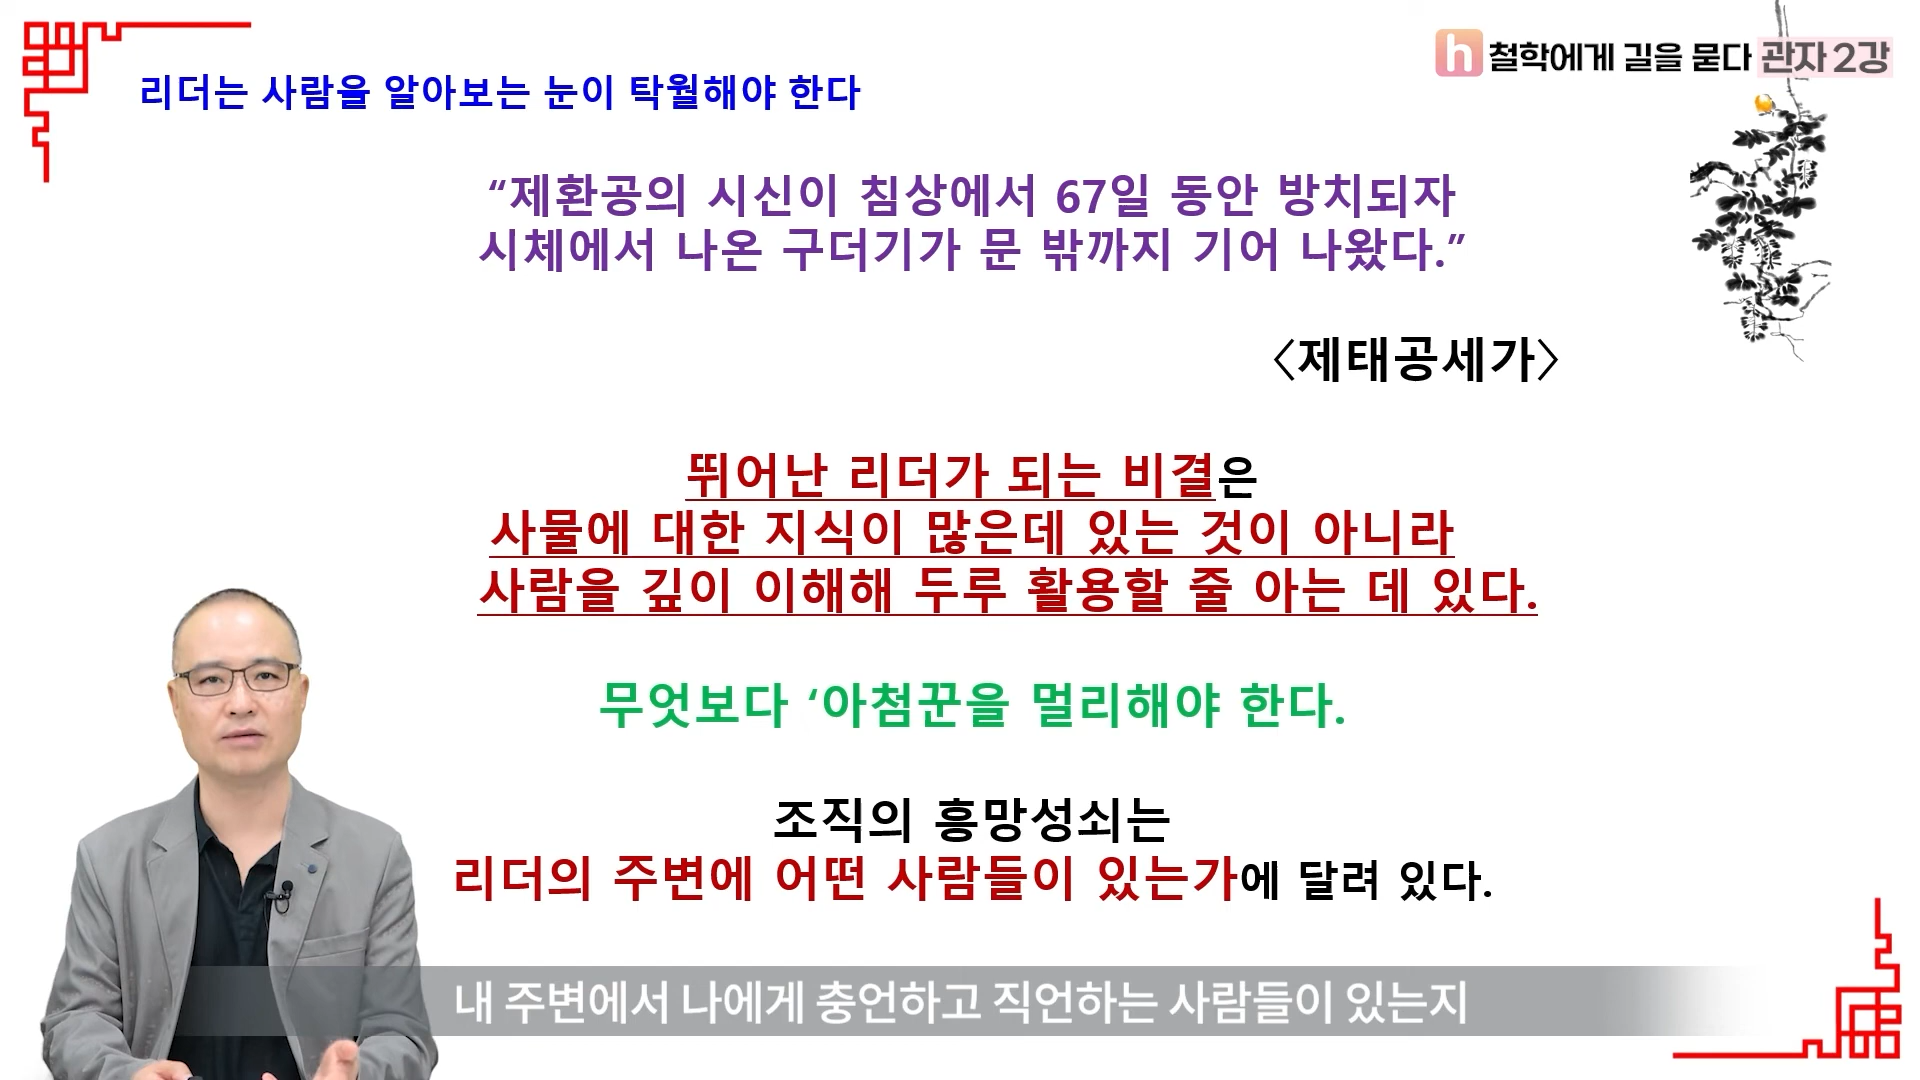 h 철학에게 길을 묻다 관자 2강
리더는 사람을 알아보는 눈이 탁월해야 한다
“제환공의 시신이 침상에서 67일 동안 방치되자
시체에서 나온 구더기가 문 밖까지 기어 나왔다.”
〈제태공세가〉
뛰어난 리더가 되는 비결은
사물에 대한 지식이 많은데 있는 것이 아니라
사람을 깊이 이해해 두루 활용할 줄 아는 데 있다.
무엇보다 ‘아첨꾼을 멀리해야 한다.
조직의 흥망성쇠는
리더의 주변에 어떤 사람들이 있는가에 달려 있다.
내 주변에서 나에게 충언하고 직언하는 사람들이 있는지